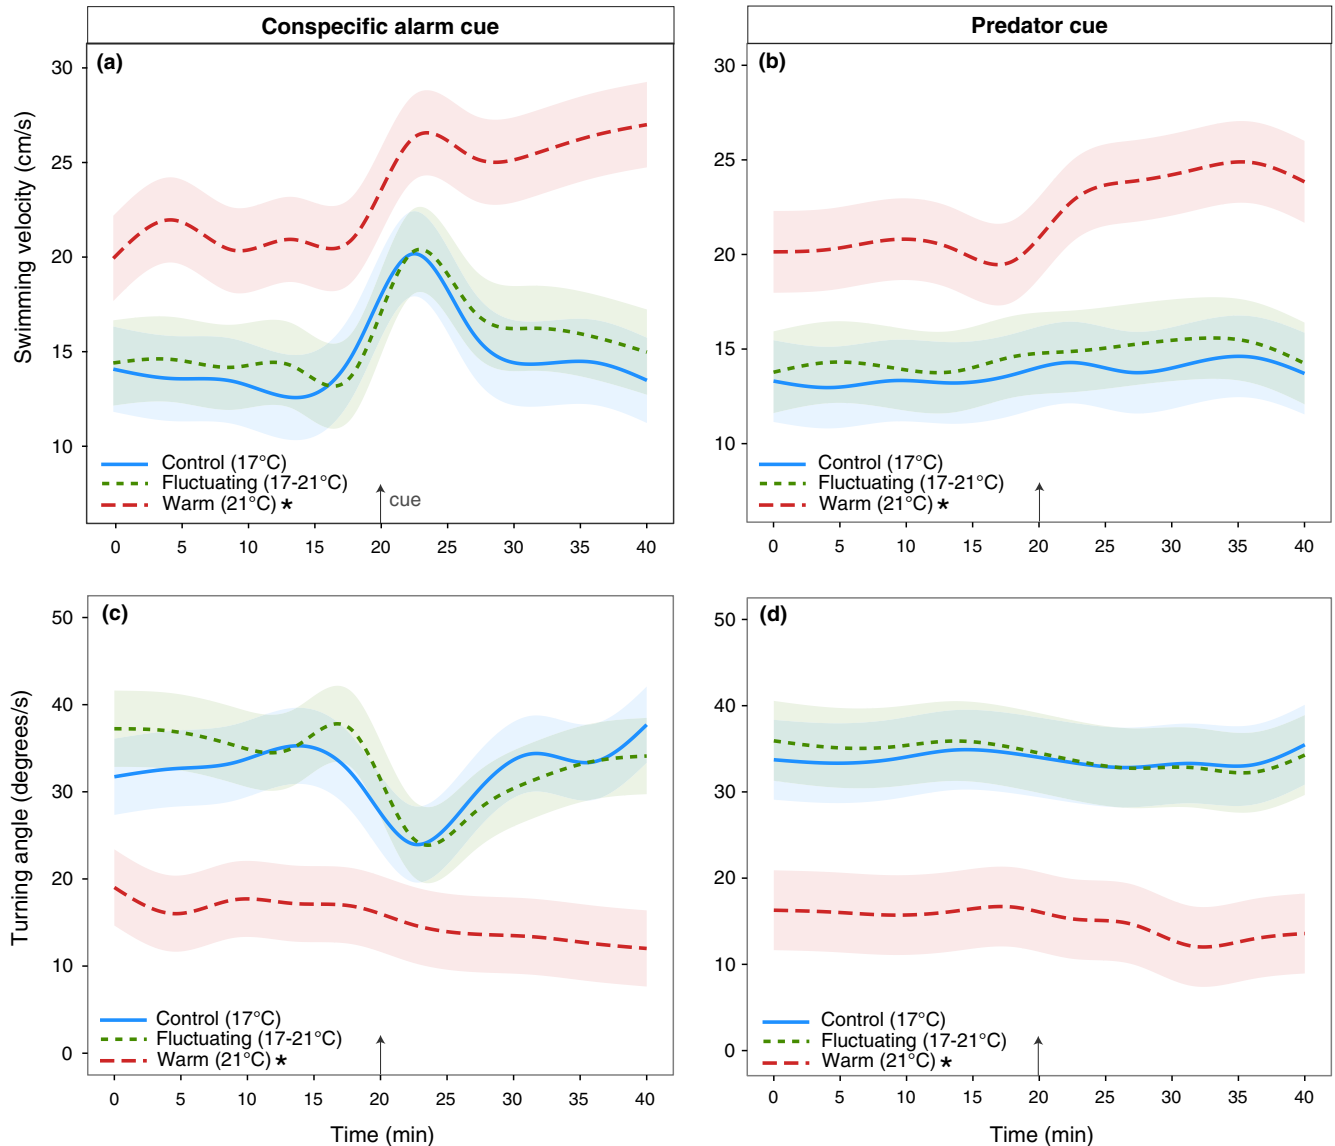 Conspecific alarm cue
Predator cue
(a)
(b)
Swimming velocity (cm/s)
30
25
20
15
10
30
25
20
15
10
Control (17°C)
Fluctuating (17-21°C)
Warm (21°C) *
cue
Control (17°C)
Fluctuating (17-21°C)
Warm (21°C) *
0 5 10 15 20 25 30 35 40
0 5 10 15 20 25 30 35 40
(c)
(d)
Turning angle (degrees/s)
50
40
30
20
10
0
50
40
30
20
10
0
Control (17°C)
Fluctuating (17-21°C)
Warm (21°C) *
Control (17°C)
Fluctuating (17-21°C)
Warm (21°C) *
0 5 10 15 20 25 30 35 40
0 5 10 15 20 25 30 35 40
Time (min)
Time (min)